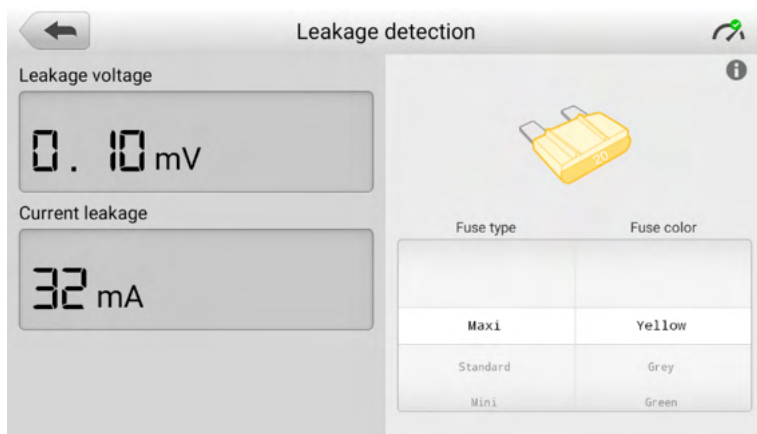 Leakage detection
Leakage voltage
0. 10 mV
Current leakage
32 mA
20
Fuse type Fuse color
Maxi Yellow
Standard Grey
Mini Green